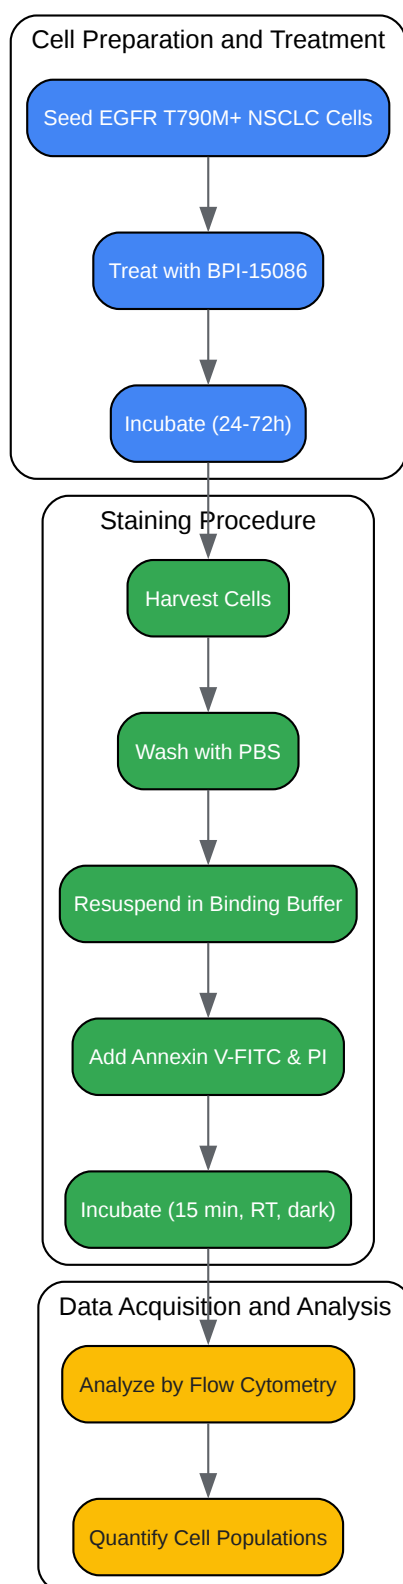 Cell Preparation and Treatment
Seed EGFR T790M+ NSCLC Cells
Treat with BPI-15086
Incubate (24-72h)
Staining Procedure
Harvest Cells
Wash with PBS
Resuspend in Binding Buffer
Add Annexin V-FITC & PI
Incubate (15 min, RT, dark)
Data Acquisition and Analysis
Analyze by Flow Cytometry
Quantify Cell Populations